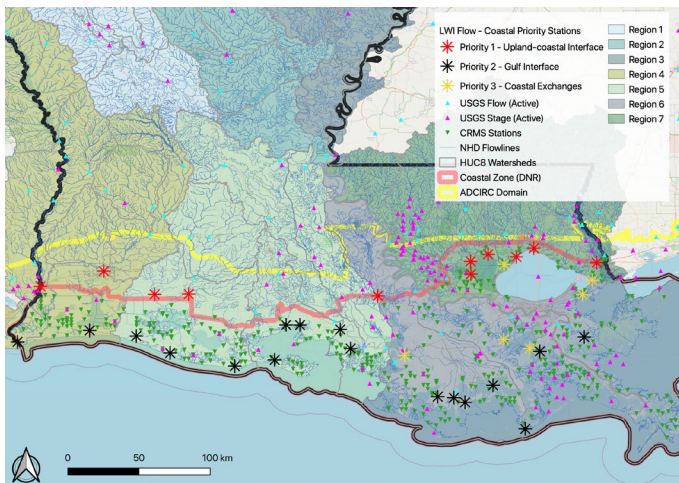 LWI Flow - Coastal Priority Stations
Priority 1 - Upland-coastal Interface
Priority 2 - Gulf Interface
Priority 3 - Coastal Exchanges
USGS Flow (Active)
USGS Stage (Active)
CRMS Stations
NHD Flowlines
HUC8 Watersheds
Coastal Zone (DNR)
ADCIRC Domain
Region 1
Region 2
Region 3
Region 4
Region 5
Region 6
Region 7
0 50 100 km